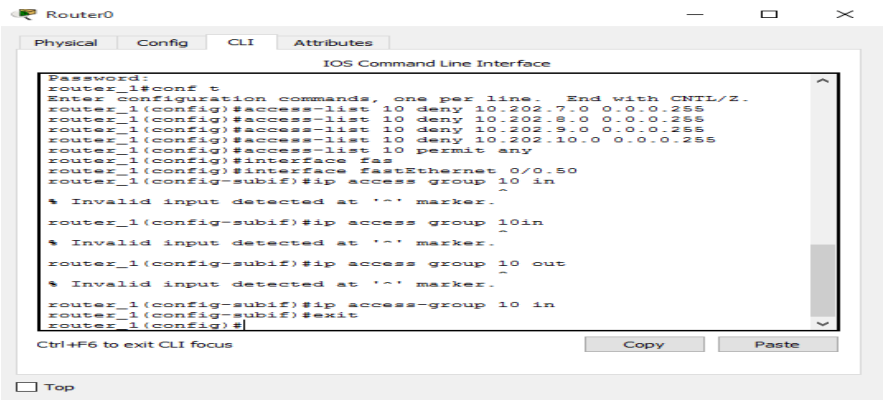 Router0
Physical Config CLI Attributes
IOS Command Line Interface
Password:
router_1#conf t
Enter configuration commands, one per line. End with CNTL/Z.
router_1(config)#access-list 10 deny 10.202.7.0 0.0.0.255
router_1(config)#access-list 10 deny 10.202.8.0 0.0.0.255
router_1(config)#access-list 10 deny 10.202.9.0 0.0.0.255
router_1(config)#access-list 10 deny 10.202.10.0 0.0.0.255
router_1(config)#access-list 10 permit any
router_1(config)#interface fas
router_1(config)#interface fastEthernet 0/0.50
router_1(config-subif)#ip access group 10 in
^
% Invalid input detected at '^' marker.
router_1(config-subif)#ip access group 10in
^
% Invalid input detected at '^' marker.
router_1(config-subif)#ip access group 10 out
^
% Invalid input detected at '^' marker.
router_1(config-subif)#ip access-group 10 in
router_1(config-subif)#exit
router_1(config)#
Ctrl+F6 to exit CLI focus
Copy Paste
Top